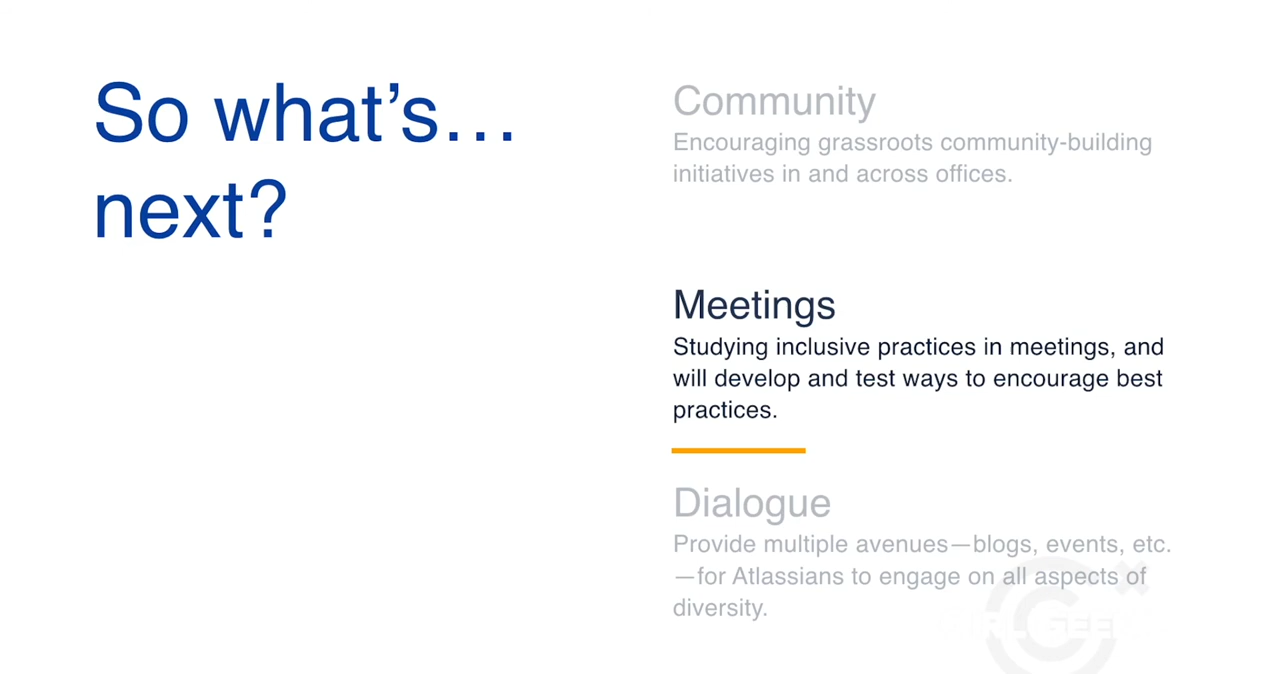 So what’s…
next?
Community
Encouraging grassroots community-building
initiatives in and across offices.
Meetings
Studying inclusive practices in meetings, and
will develop and test ways to encourage best
practices.
Dialogue
Provide multiple avenues—blogs, events, etc.
—for Atlassians to engage on all aspects of
diversity.